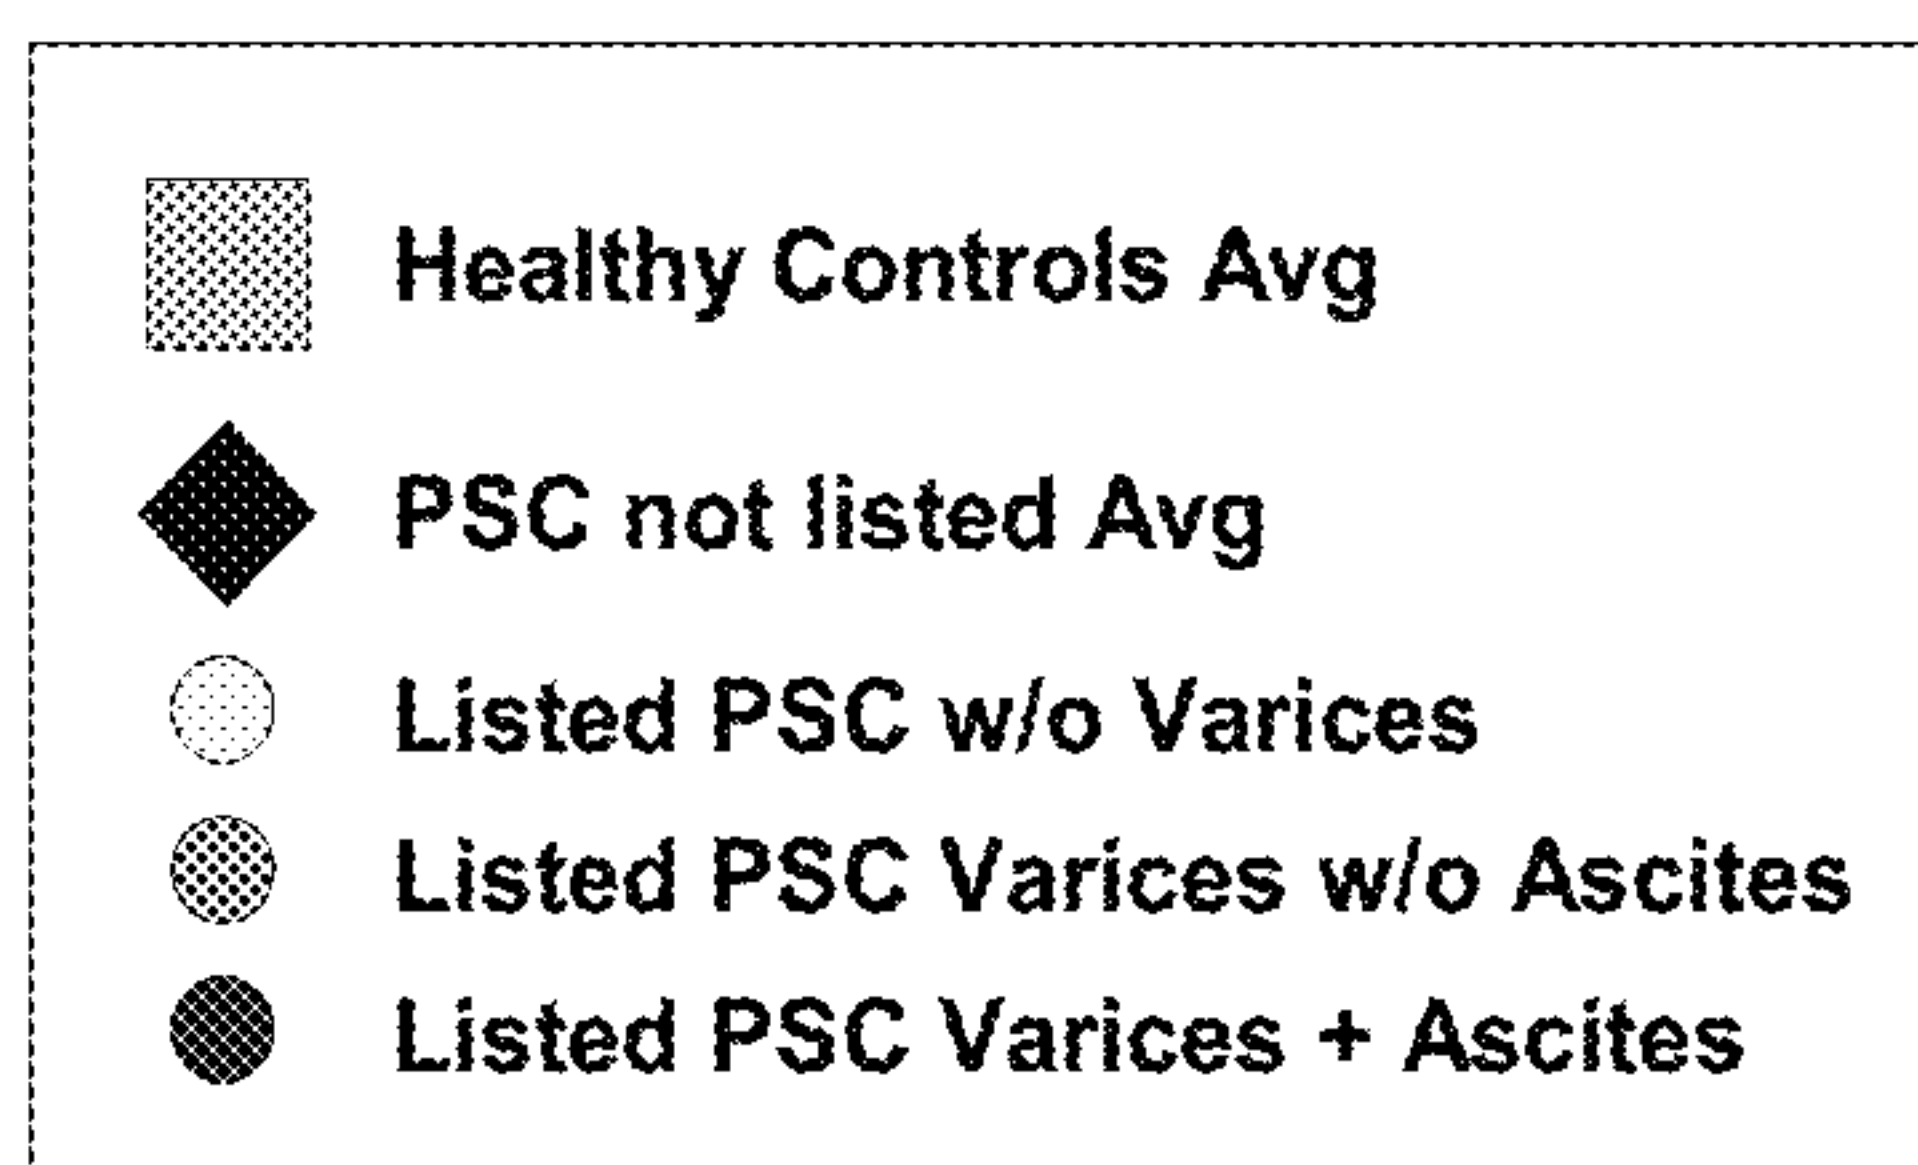 Healthy Controls Avg
PSC not listed Avg
Listed PSC w/o Varices
Listed PSC Varices w/o Ascites
Listed PSC Varices + Ascites